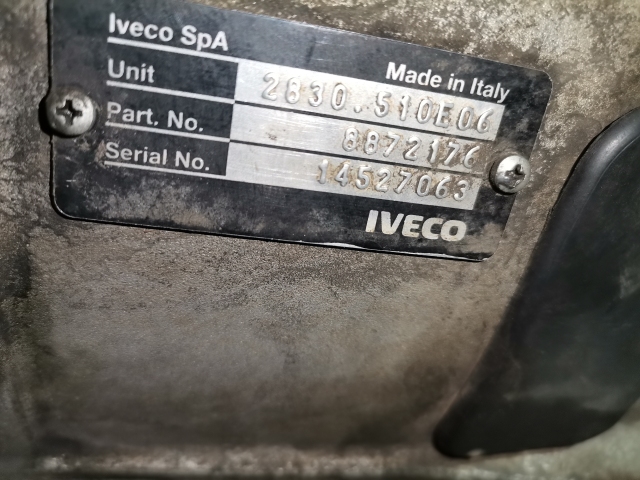 Iveco SpA
Made in Italy
Unit 2830.510E06
Part. No. 8872176
Serial No. 14527063
IVECO